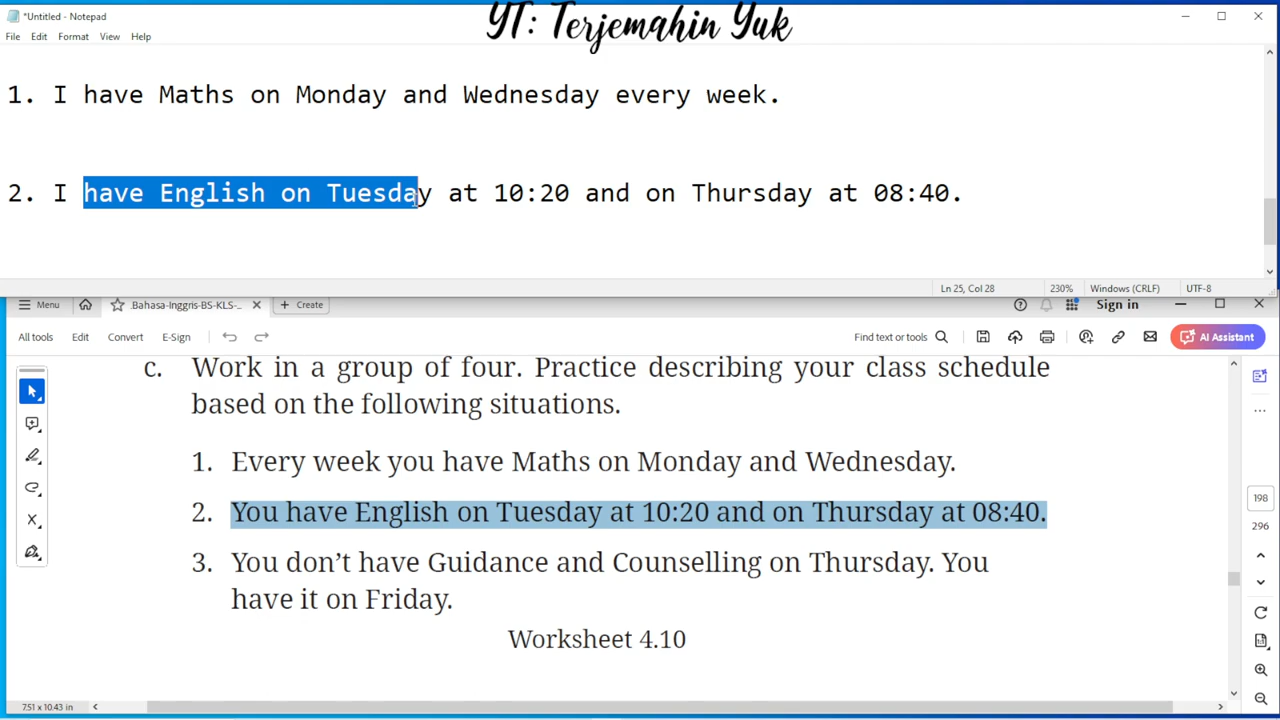 YT: Terjemahin Yuk
*Untitled - Notepad
File Edit Format View Help
1. I have Maths on Monday and Wednesday every week.
2. I have English on Tuesday at 10:20 and on Thursday at 08:40.
Ln 25, Col 28 230% Windows (CRLF) UTF-8
Menu Bahasa-Inggris-BS-KLS-... Create Sign in
All tools Edit Convert E-Sign Find text or tools AI Assistant
c. Work in a group of four. Practice describing your class schedule
based on the following situations.
1. Every week you have Maths on Monday and Wednesday.
2. You have English on Tuesday at 10:20 and on Thursday at 08:40.
3. You don’t have Guidance and Counselling on Thursday. You
have it on Friday.
Worksheet 4.10
198
296
7.51 x 10.43 in